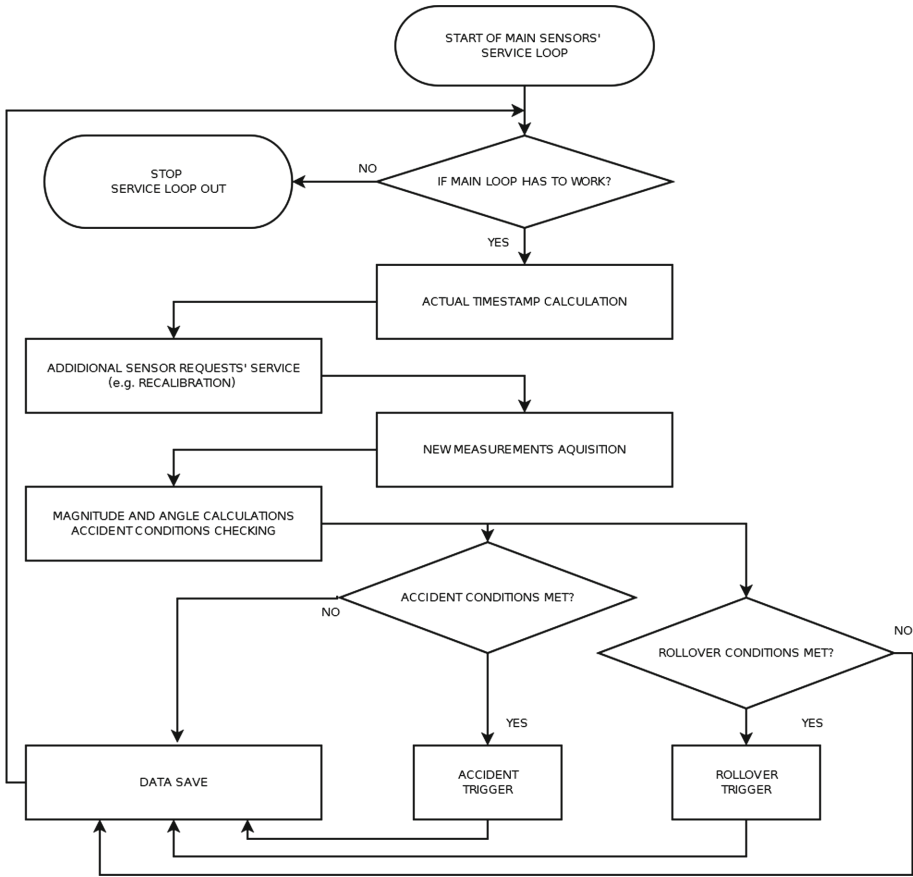 START OF MAIN SENSORS'
SERVICE LOOP
STOP
SERVICE LOOP OUT
NO
IF MAIN LOOP HAS TO WORK?
YES
ACTUAL TIMESTAMP CALCULATION
ADDIDIONAL SENSOR REQUESTS' SERVICE
(e.g. RECALIBRATION)
NEW MEASUREMENTS AQUISITION
MAGNITUDE AND ANGLE CALCULATIONS
ACCIDENT CONDITIONS CHECKING
ACCIDENT CONDITIONS MET?
NO
ROLLOVER CONDITIONS MET?
NO
YES
YES
DATA SAVE
ACCIDENT
TRIGGER
ROLLOVER
TRIGGER